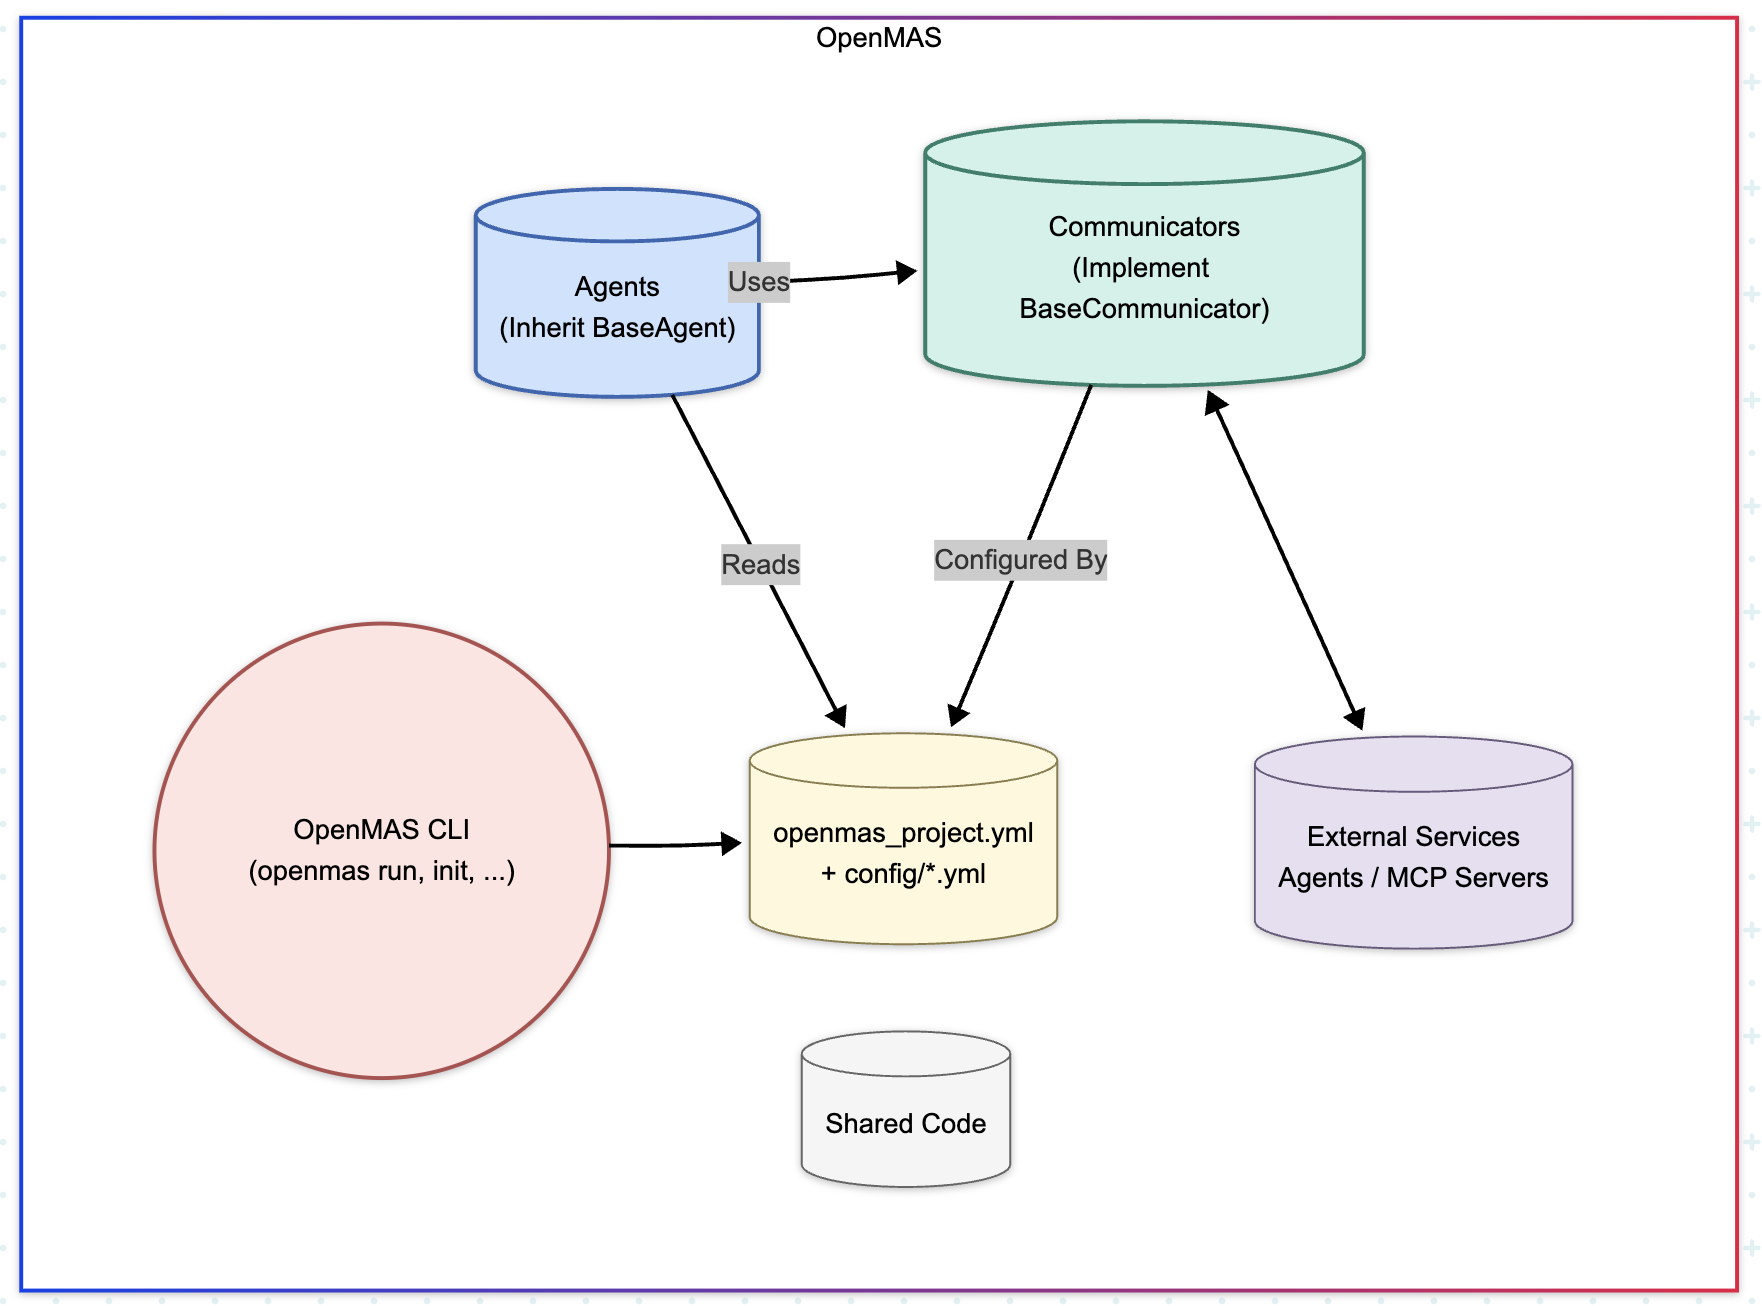 OpenMAS
Agents
(Inherit BaseAgent)
Uses
Communicators
(Implement
BaseCommunicator)
Reads
Configured By
OpenMAS CLI
(openmas run, init, ...)
openmas_project.yml
+ config/*.yml
External Services
Agents / MCP Servers
Shared Code